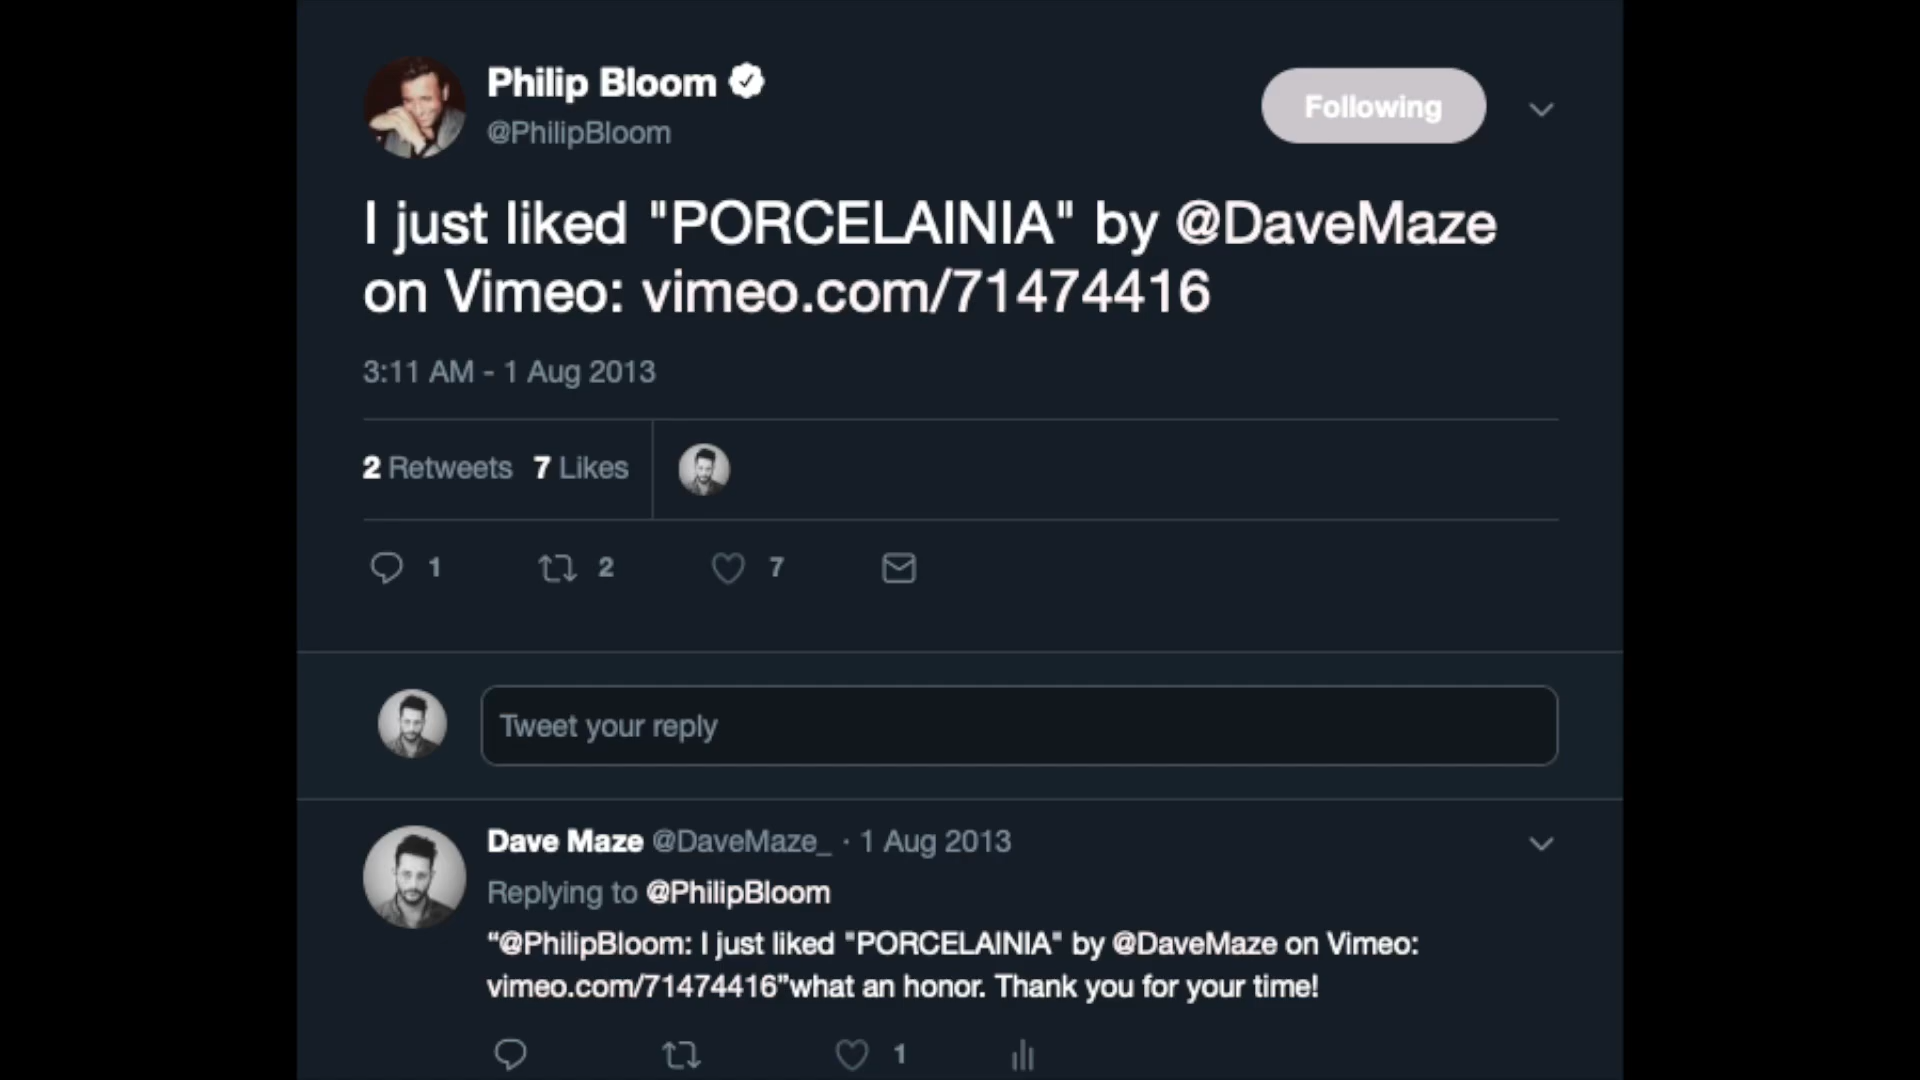 Philip Bloom
@PhilipBloom
Following
I just liked "PORCELAINIA" by @DaveMaze
on Vimeo: vimeo.com/71474416
3:11 AM - 1 Aug 2013
2 Retweets 7 Likes
1 2 7
Tweet your reply
Dave Maze @DaveMaze_ · 1 Aug 2013
Replying to @PhilipBloom
“@PhilipBloom: I just liked "PORCELAINIA" by @DaveMaze on Vimeo:
vimeo.com/71474416”what an honor. Thank you for your time!
1